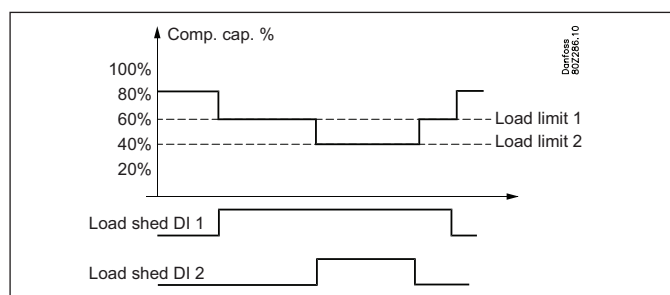 Comp. cap. %
Danfoss
80Z286.10
100%
80%
60%
Load limit 1
40%
Load limit 2
20%
Load shed DI 1
Load shed DI 2